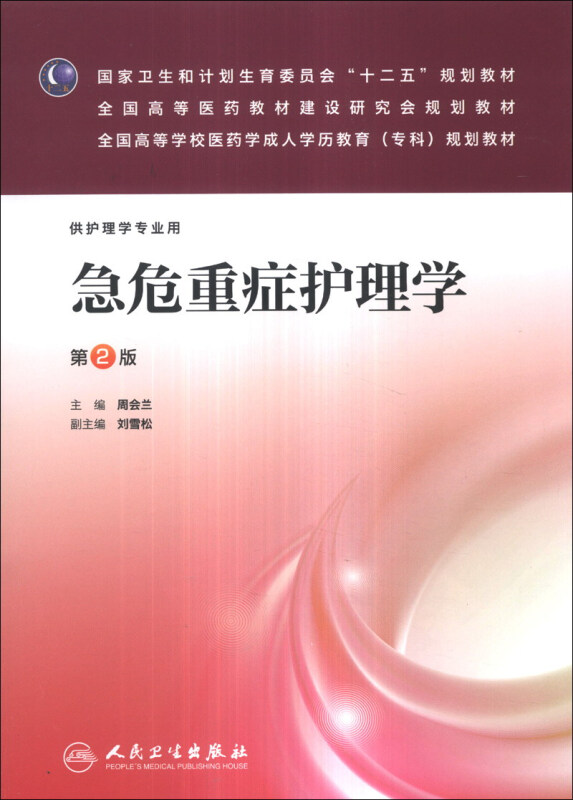 国家卫生和计划生育委员会“十二五”规划教材
全国高等医药教材建设研究会规划教材
全国高等学校医药学成人学历教育（专科）规划教材
供护理学专业用
急危重症护理学
第2版
主 编 周会兰
副主编 刘雪松
人民卫生出版社
PEOPLE'S MEDICAL PUBLISHING HOUSE